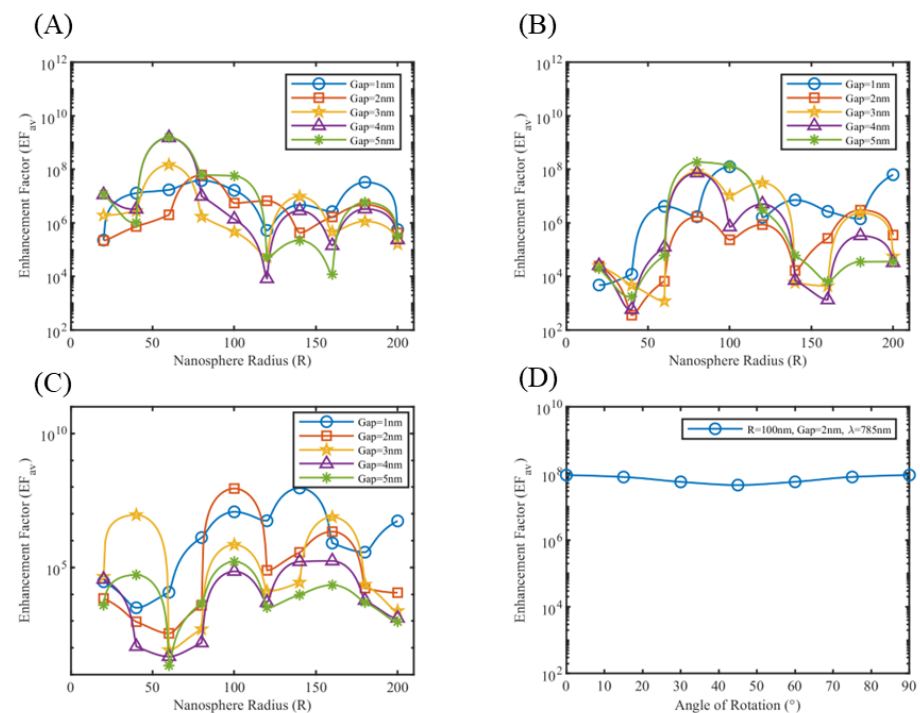 (A)
(B)
10^12
10^10
10^8
10^6
10^4
10^2
Enhancement Factor (EF_av)
0 50 100 150 200
Nanosphere Radius (R)
Gap=1nm
Gap=2nm
Gap=3nm
Gap=4nm
Gap=5nm
10^12
10^10
10^8
10^6
10^4
10^2
Enhancement Factor (EF_av)
0 50 100 150 200
Nanosphere Radius (R)
Gap=1nm
Gap=2nm
Gap=3nm
Gap=4nm
Gap=5nm
(C)
(D)
10^10
10^5
Enhancement Factor (EF_av)
0 50 100 150 200
Nanosphere Radius (R)
Gap=1nm
Gap=2nm
Gap=3nm
Gap=4nm
Gap=5nm
10^10
10^8
10^6
10^4
10^2
Enhancement Factor (EF_av)
0 10 20 30 40 50 60 70 80 90
Angle of Rotation (°)
R=100nm, Gap=2nm, λ=785nm